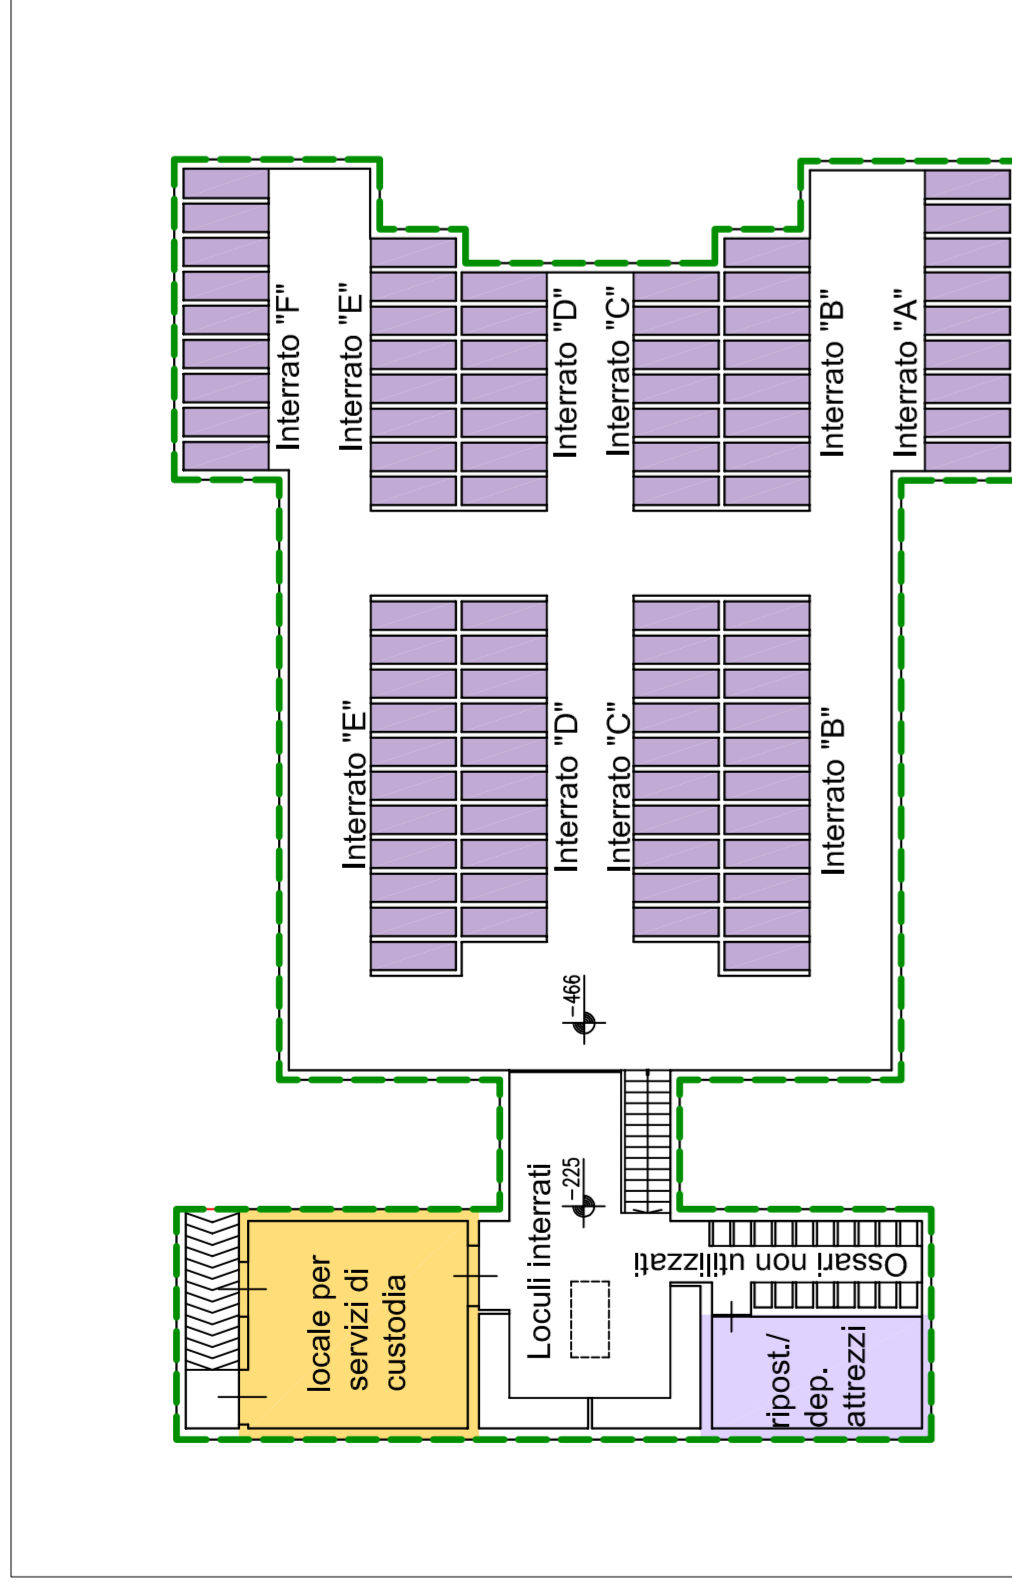 Interrato "F"
Interrato "E"
Interrato "D"
Interrato "C"
Interrato "B"
Interrato "A"
Interrato "E"
Interrato "D"
Interrato "C"
Interrato "B"
-466
-225
Loculi interrati
Ossari non utilizzati
locale per
servizi di
custodia
ripost./
dep.
attrezzi